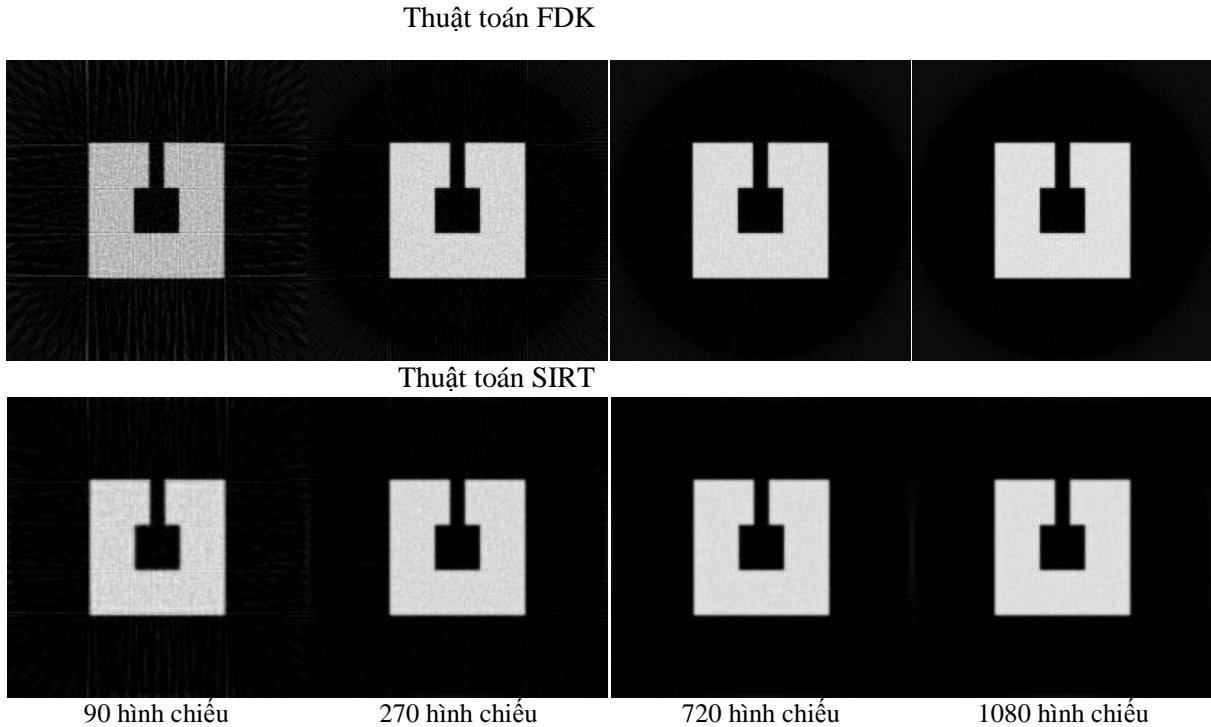 Thuật toán FDK
Thuật toán SIRT
90 hình chiếu
270 hình chiếu
720 hình chiếu
1080 hình chiếu